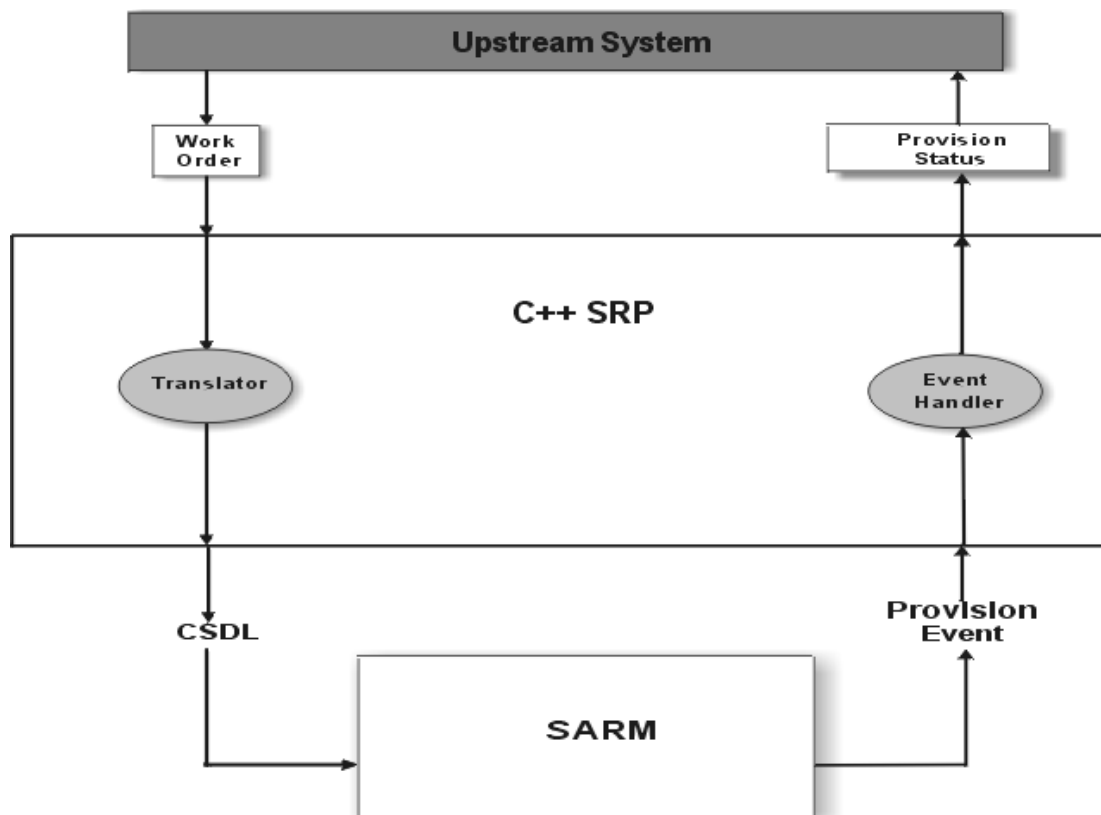 Upstream System
Work
Order
Provision
Status
C++ SRP
Translator
Event
Handler
CSDL
Provision
Event
SARM